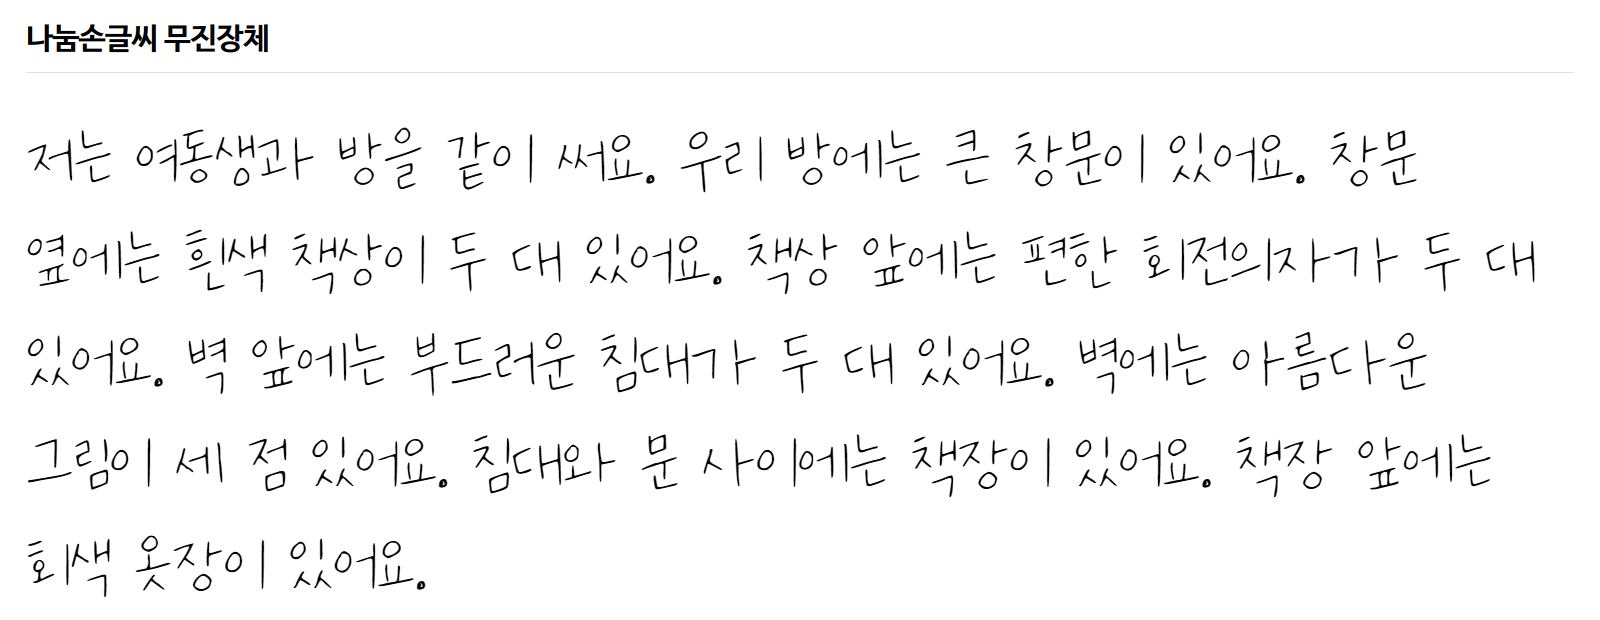 나눔손글씨 무진장체
저는 여동생과 방을 같이 써요. 우리 방에는 큰 창문이 있어요. 창문
옆에는 흰색 책상이 두 대 있어요. 책상 앞에는 편한 회전의자가 두 대
있어요. 벽 앞에는 부드러운 침대가 두 대 있어요. 벽에는 아름다운
그림이 세 점 있어요. 침대와 문 사이에는 책장이 있어요. 책장 앞에는
회색 옷장이 있어요.